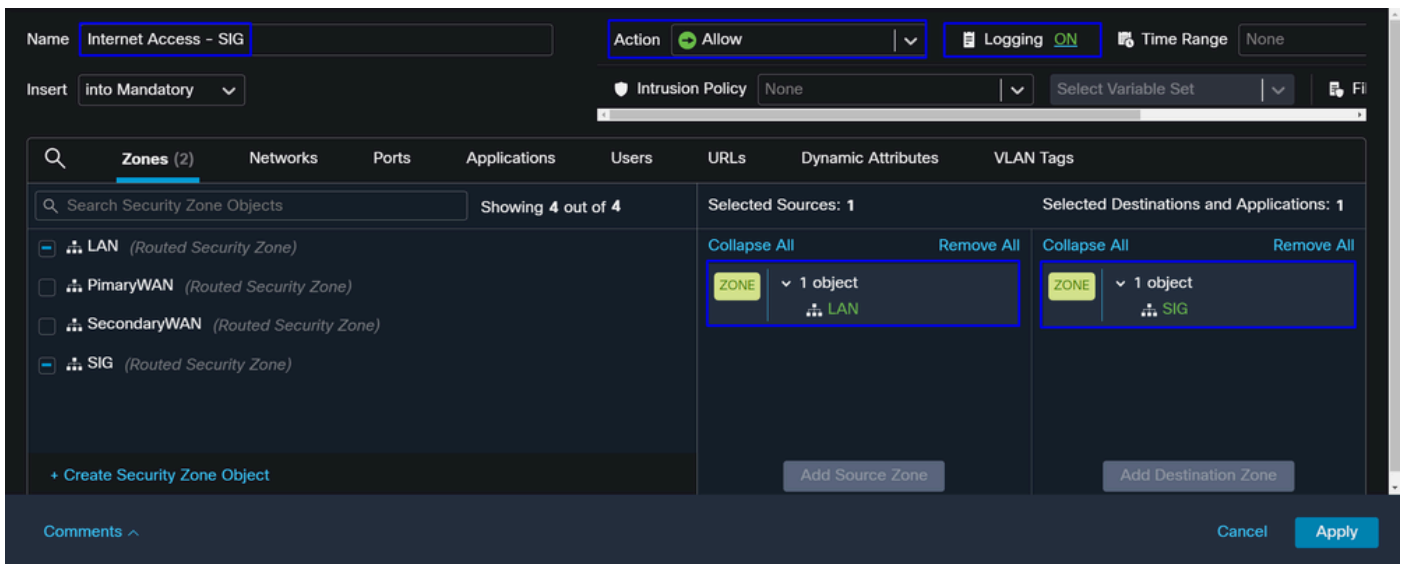 Name Internet Access - SIG Action Allow Logging ON Time Range None
Insert into Mandatory Intrusion Policy None Select Variable Set Fil
Zones (2) Networks Ports Applications Users URLs Dynamic Attributes VLAN Tags
Search Security Zone Objects Showing 4 out of 4 Selected Sources: 1 Selected Destinations and Applications: 1
LAN (Routed Security Zone) Collapse All Remove All Collapse All Remove All
PimaryWAN (Routed Security Zone) ZONE 1 object ZONE 1 object
SecondaryWAN (Routed Security Zone) LAN SIG
SIG (Routed Security Zone)
+ Create Security Zone Object Add Source Zone Add Destination Zone
Comments Cancel Apply